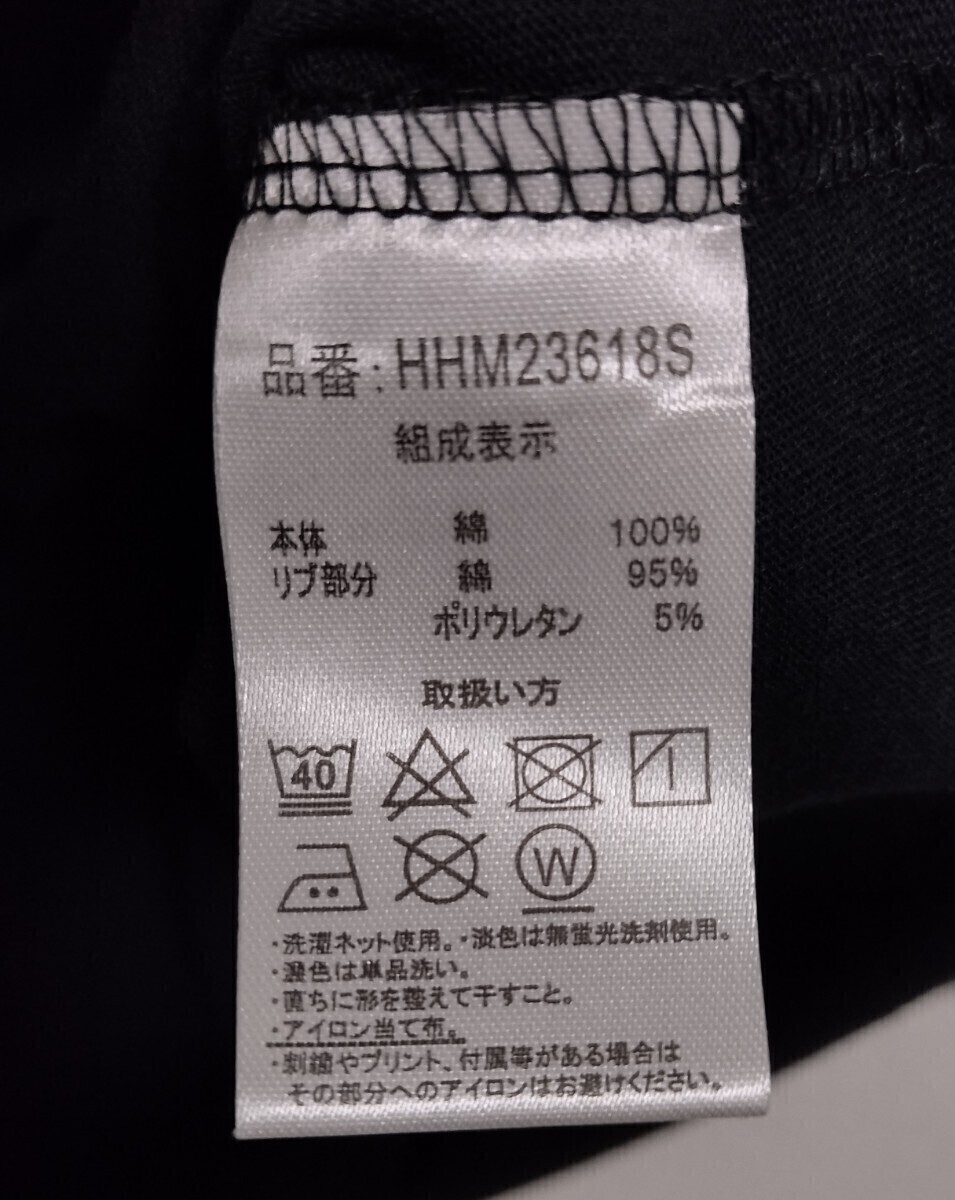 品番：HHM23618S
組成表示
本体 綿 100%
リブ部分 綿 95%
ポリウレタン 5%
取扱い方
40
W
・洗濯ネット使用。・淡色は無蛍光洗剤使用。
・濃色は単品洗い。
・直ちに形を整えて干すこと。
・アイロン当て布。
・刺繍やプリント、付属等がある場合は
その部分へのアイロンはお避けください。